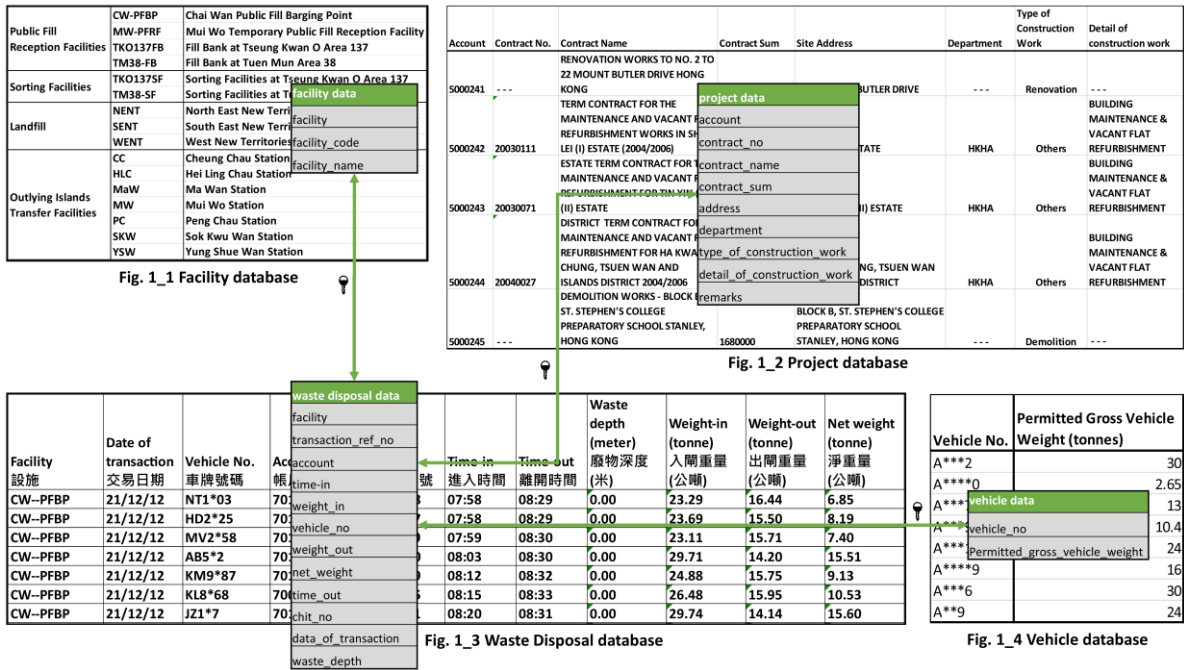 Public Fill Reception Facilities
CW-PFBP Chai Wan Public Fill Barging Point
MW-PFRF Mui Wo Temporary Public Fill Reception Facility
TKO137FB Fill Bank at Tseung Kwan O Area 137
TM38-FB Fill Bank at Tuen Mun Area 38
Sorting Facilities
TKO137SF Sorting Facilities at Tseung Kwan O Area 137
TM38-SF Sorting Facilities at
Landfill
NENT North East New
SENT South East New
WENT West New Territories
Outlying Islands Transfer Facilities
CC Cheung Chau Station
HLC Hei Ling Chau Station
MaW Ma Wan Station
MW Mui Wo Station
PC Peng Chau Station
SKW Sok Kwu Wan Station
YSW Yung Shue Wan Station
facility data
facility
facility_code
facility_name
Fig. 1_1 Facility database
Account Contract No. Contract Name Contract Sum Site Address Department Type of Construction Work Detail of construction work
RENOVATION WORKS TO NO. 2 TO
22 MOUNT BUTLER DRIVE HONG
5000241 - - - KONG BUTLER DRIVE - - - Renovation - - -
TERM CONTRACT FOR THE
MAINTENANCE AND VACANT
REFURBISHMENT WORKS IN
5000242 20030111 LEI (I) ESTATE (2004/2006) HKHA Others
BUILDING
MAINTENANCE &
VACANT FLAT
REFURBISHMENT
ESTATE TERM CONTRACT FOR
MAINTENANCE AND VACANT
REFURBISHMENT FOR TIN YIU
5000243 20030071 (II) ESTATE ESTATE HKHA Others
BUILDING
MAINTENANCE &
VACANT FLAT
REFURBISHMENT
DISTRICT TERM CONTRACT FOR
MAINTENANCE AND VACANT
REFURBISHMENT FOR HA KWAI
CHUNG, TSUEN WAN AND TSUEN WAN
5000244 20040027 ISLANDS DISTRICT 2004/2006 DISTRICT HKHA Others
BUILDING
MAINTENANCE &
VACANT FLAT
REFURBISHMENT
DEMOLITION WORKS - BLOCK
ST. STEPHEN'S COLLEGE BLOCK B, ST. STEPHEN'S COLLEGE
PREPARATORY SCHOOL STANLEY, PREPARATORY SCHOOL
5000245 - - - HONG KONG 1680000 STANLEY, HONG KONG - - - Demolition - - -
project data
account
contract_no
contract_name
contract_sum
address
department
type_of_construction_work
detail_of_construction_work
remarks
Fig. 1_2 Project database
Facility 設施
Date of transaction 交易日期
Vehicle No. 車牌號碼
號
Time-in 進入時間
Time-out 離開時間
Waste depth (meter) 廢物深度 (米)
Weight-in (tonne) 入閘重量 (公噸)
Weight-out (tonne) 出閘重量 (公噸)
Net weight (tonne) 淨重量 (公噸)
CW--PFBP 21/12/12 NT1*03 07:58 08:29 0.00 23.29 16.44 6.85
CW--PFBP 21/12/12 HD2*25 07:58 08:29 0.00 23.69 15.50 8.19
CW--PFBP 21/12/12 MV2*58 07:59 08:30 0.00 23.11 15.71 7.40
CW--PFBP 21/12/12 AB5*2 08:03 08:30 0.00 29.71 14.20 15.51
CW--PFBP 21/12/12 KM9*87 08:12 08:32 0.00 24.88 15.75 9.13
CW--PFBP 21/12/12 KL8*68 08:15 08:33 0.00 26.48 15.95 10.53
CW--PFBP 21/12/12 JZ1*7 08:20 08:31 0.00 29.74 14.14 15.60
waste disposal data
facility
transaction_ref_no
account
time-in
weight_in
vehicle_no
weight_out
net_weight
time_out
chit_no
data_of_transaction
waste_depth
Fig. 1_3 Waste Disposal database
Vehicle No. Permitted Gross Vehicle Weight (tonnes)
A***2 30
A****0 2.65
13
10.4
24
A****9 16
A***6 30
A**9 24
vehicle data
vehicle_no
Permitted_gross_vehicle_weight
Fig. 1_4 Vehicle database